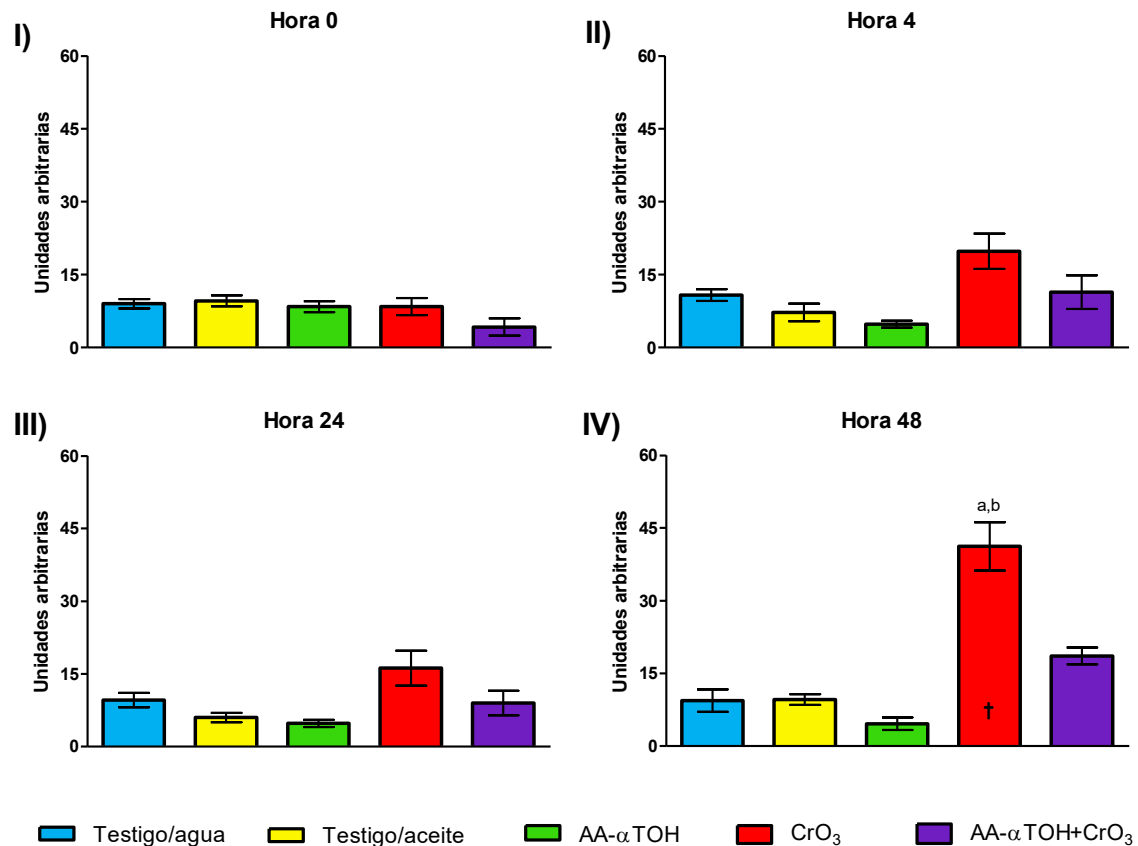 I)
Hora 0
Unidades arbitrarias
60
45
30
15
0
II)
Hora 4
Unidades arbitrarias
60
45
30
15
0
III)
Hora 24
Unidades arbitrarias
60
45
30
15
0
IV)
Hora 48
Unidades arbitrarias
60
45
30
15
0
a,b
†
Testigo/agua
Testigo/aceite
AA-αTOH
CrO₃
AA-αTOH+CrO₃